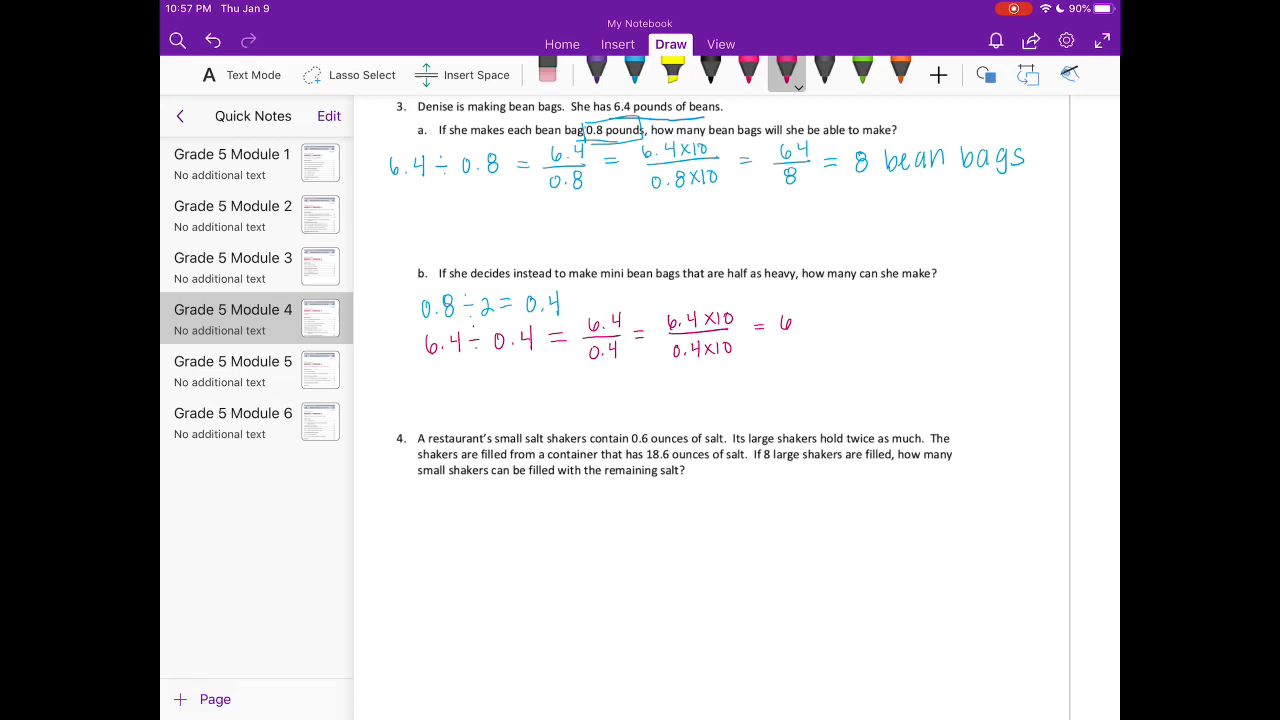 10:57 PM Thu Jan 9
90%
My Notebook
Home Insert Draw View
Text Mode Lasso Select Insert Space
Quick Notes Edit
Grade 5 Module 1
No additional text
Grade 5 Module 2
No additional text
Grade 5 Module 3
No additional text
Grade 5 Module 4
No additional text
Grade 5 Module 5
No additional text
Grade 5 Module 6
No additional text
+ Page
3. Denise is making bean bags. She has 6.4 pounds of beans.
a. If she makes each bean bag 0.8 pounds, how many bean bags will she be able to make?
6.4 ÷ 0.8 = 6.4/0.8 = 6.4×10/0.8×10 = 64/8 = 8 bean bags
b. If she decides instead to make mini bean bags that are half as heavy, how many can she make?
0.8 ÷ 2 = 0.4
6.4 ÷ 0.4 = 6.4/0.4 = 6.4×10/0.4×10 = 6
4. A restaurant's small salt shakers contain 0.6 ounces of salt. Its large shakers hold twice as much. The
shakers are filled from a container that has 18.6 ounces of salt. If 8 large shakers are filled, how many
small shakers can be filled with the remaining salt?